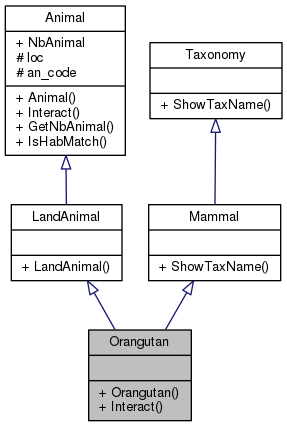 Animal
+ NbAnimal
# loc
# an_code
+ Animal()
+ Interact()
+ GetNbAnimal()
+ IsHabMatch()
Taxonomy
+ ShowTaxName()
LandAnimal
+ LandAnimal()
Mammal
+ ShowTaxName()
Orangutan
+ Orangutan()
+ Interact()